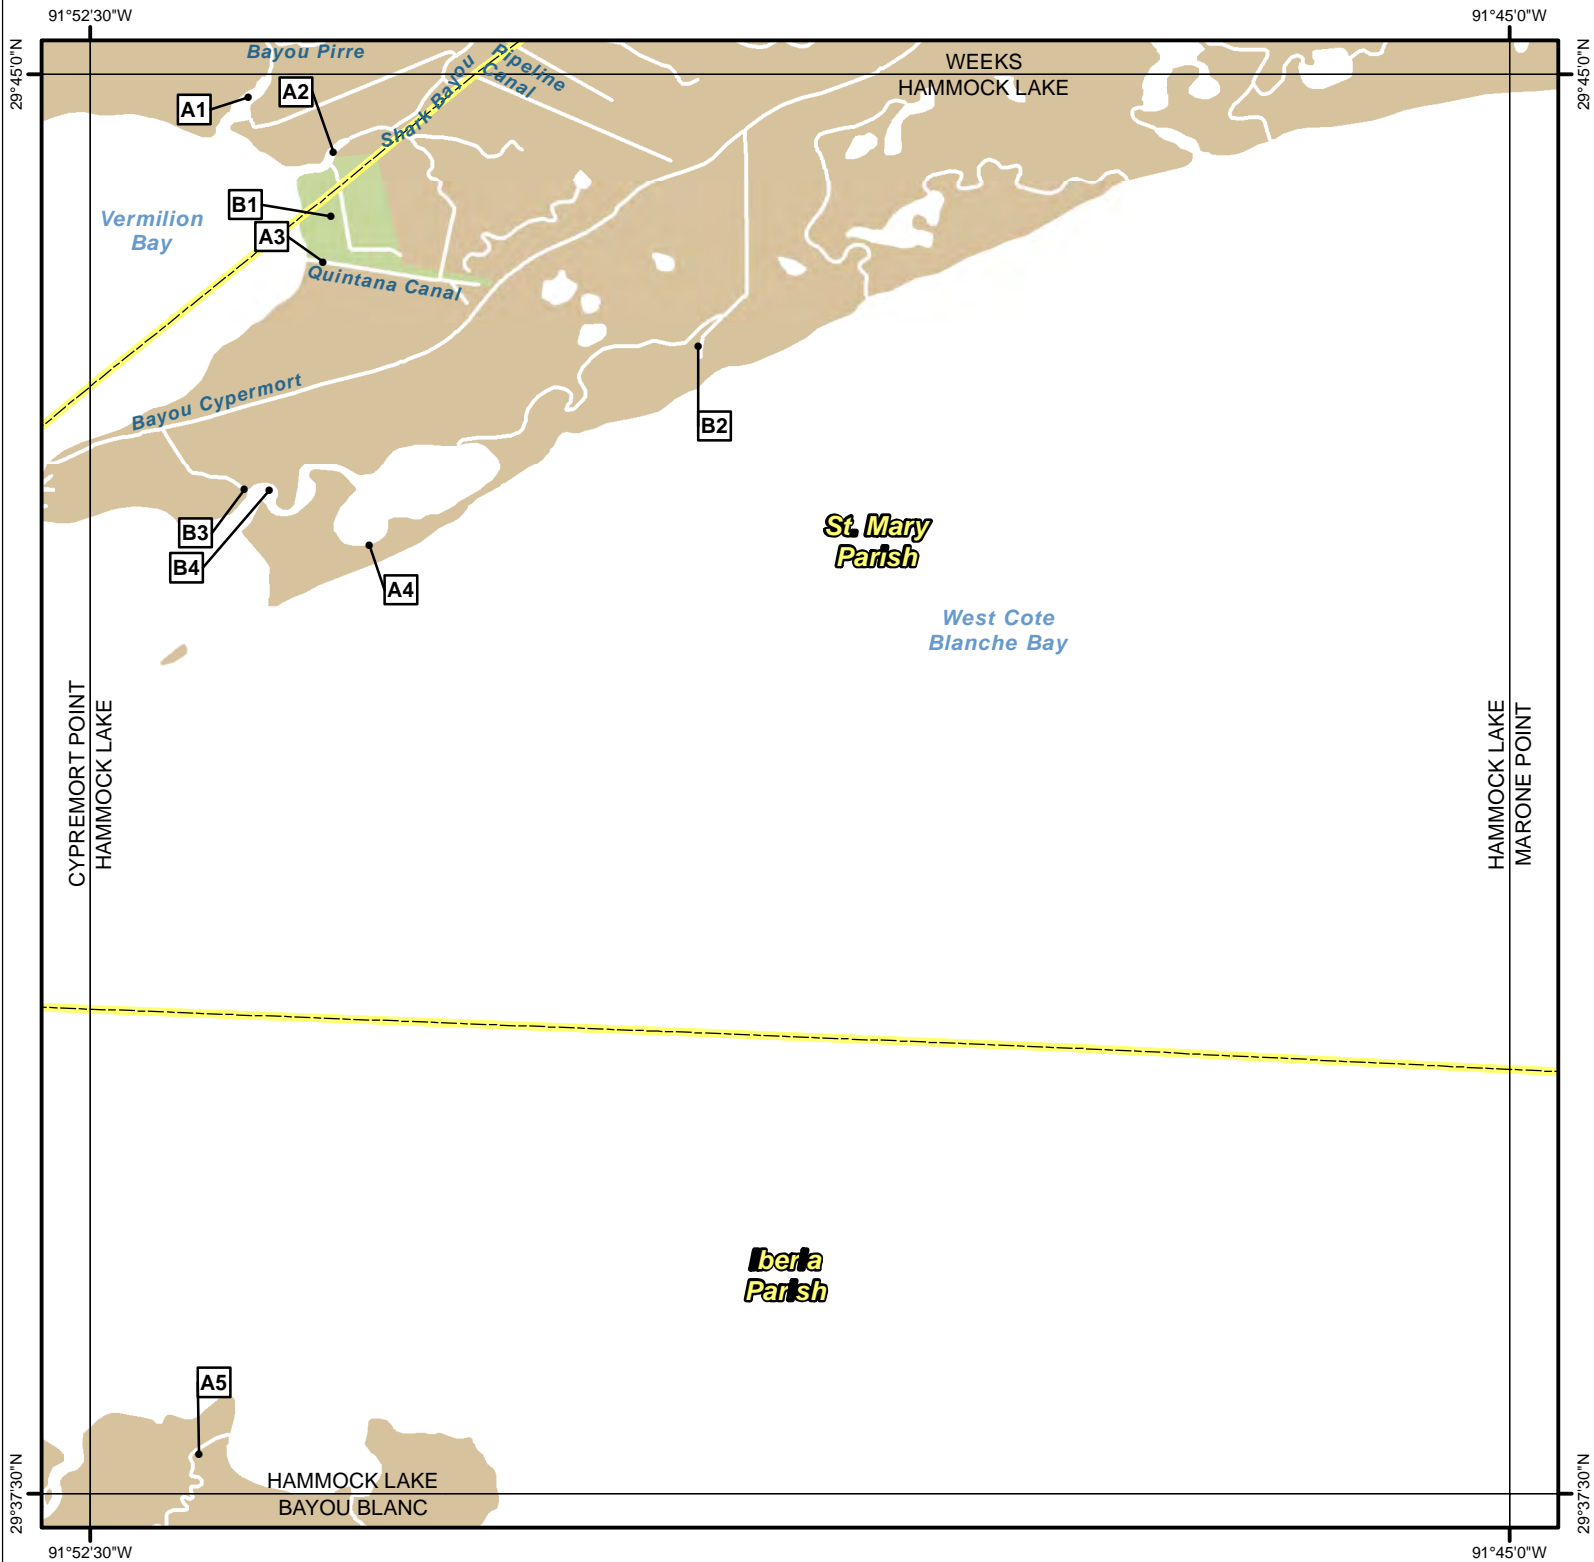 91°52'30"W
91°45'0"W
29°45'0"N
29°45'0"N
Bayou Pirre
Shark Bayou
Pipeline
Canal
WEEKS
HAMMOCK LAKE
A1
A2
B1
A3
Vermilion
Bay
Quintana Canal
Bayou Cypermort
B2
B3
B4
A4
St. Mary
Parish
West Cote
Blanche Bay
CYPREMORT POINT
HAMMOCK LAKE
HAMMOCK LAKE
MARONE POINT
Iberia
Parish
A5
HAMMOCK LAKE
BAYOU BLANC
29°37'30"N
29°37'30"N
91°52'30"W
91°45'0"W